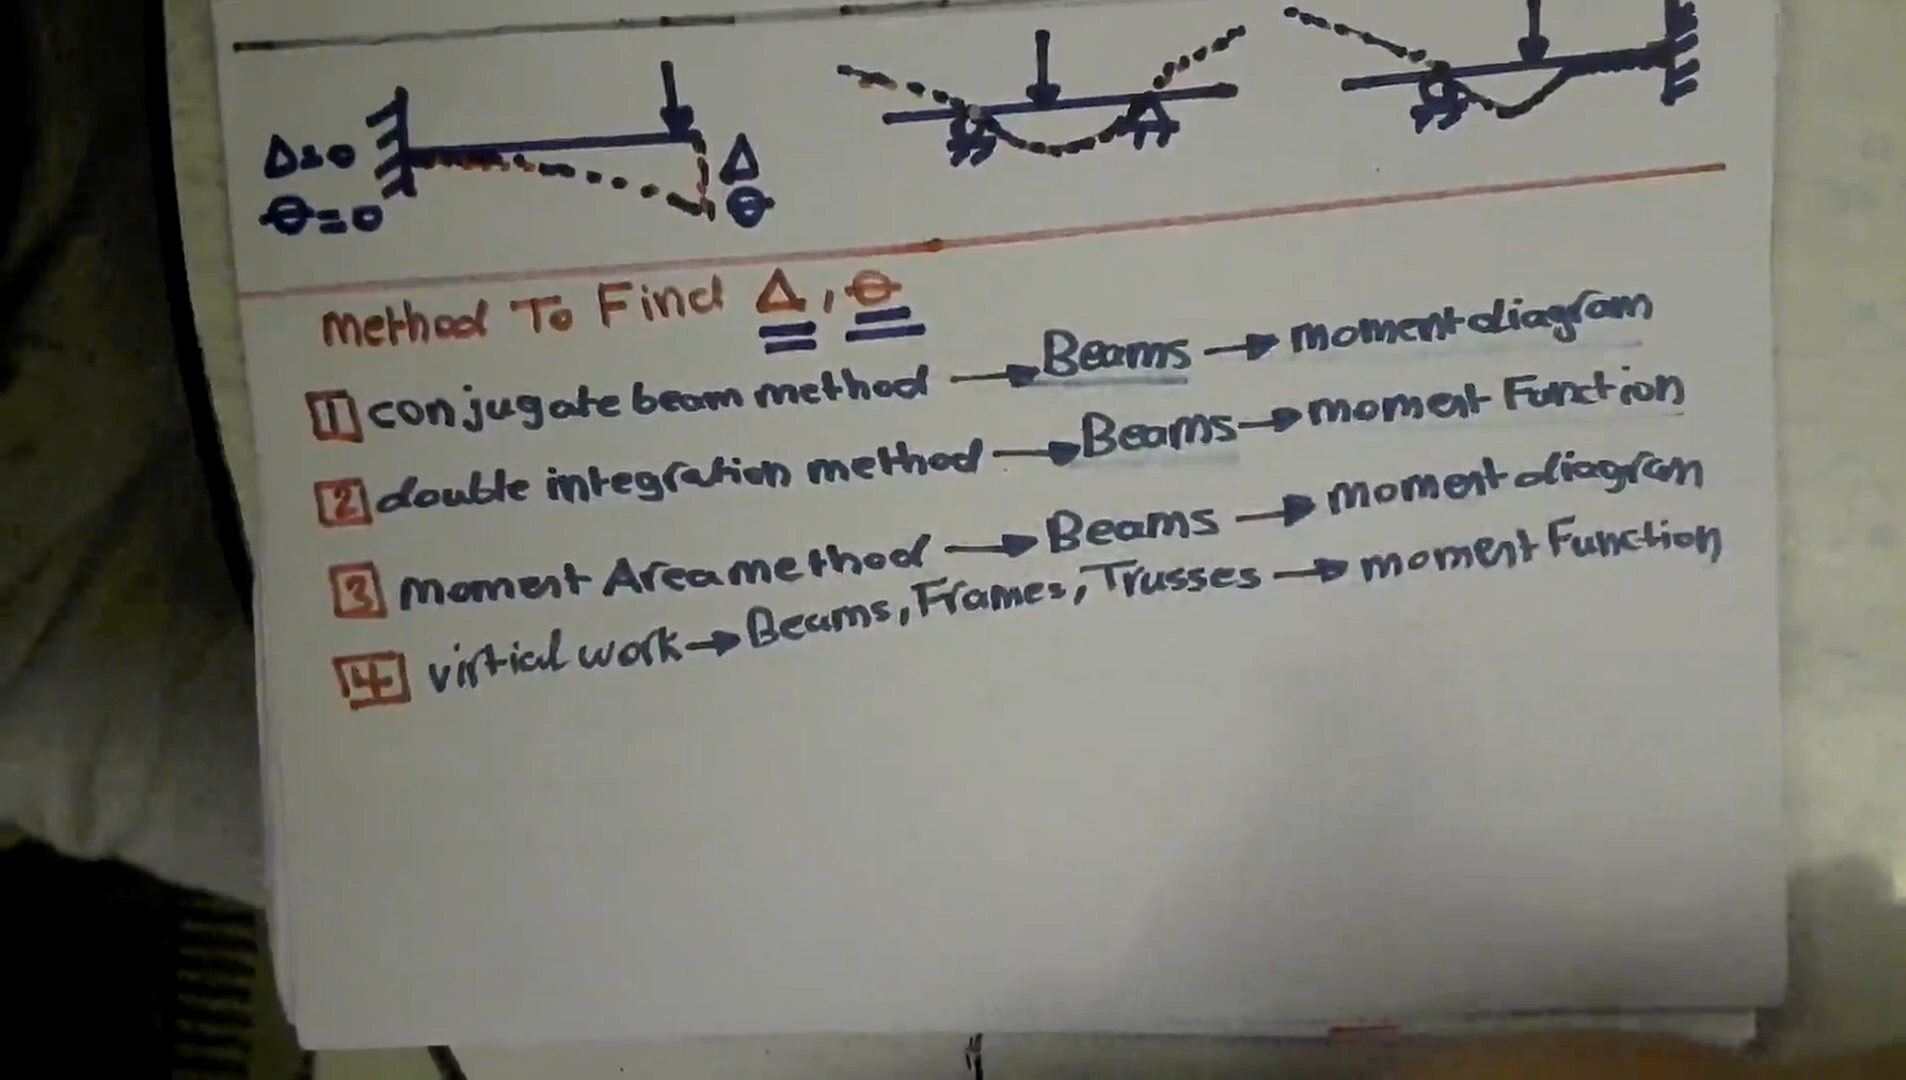 Δ=0
Δ
θ=0
θ
method To Find Δ, θ
1 conjugate beam method → Beams → moment diagram
2 double integration method → Beams → moment Function
3 moment Area method → Beams → moment diagram
4 virtial work → Beams, Frames, Trusses → moment Function